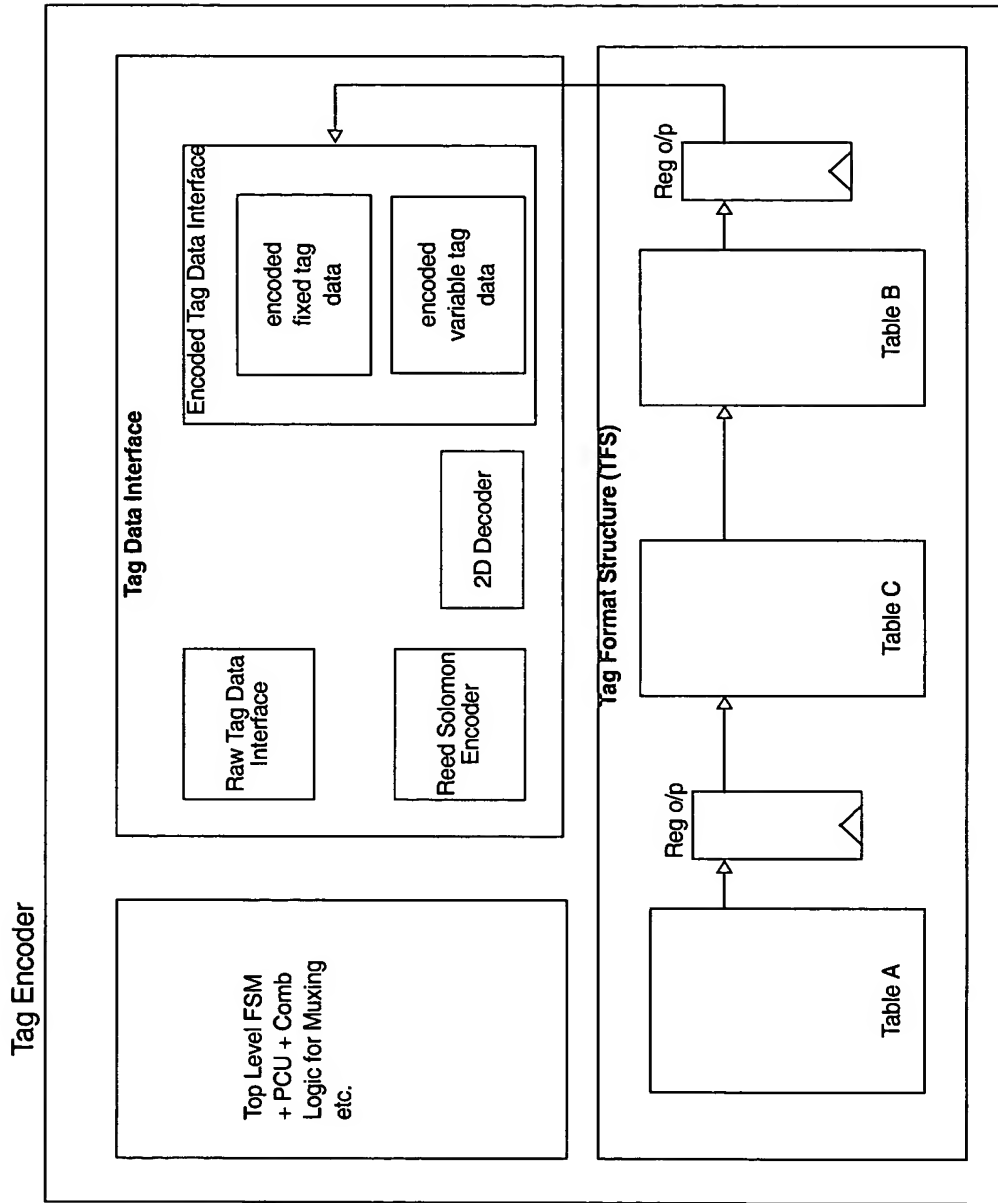 Tag Encoder
Top Level FSM
+ PCU + Comb
Logic for Muxing
etc.
Tag Data Interface
Raw Tag Data
Interface
Reed Solomon
Encoder
2D Decoder
Encoded Tag Data Interface
encoded
fixed tag
data
encoded
variable tag
data
Tag Format Structure (TFS)
Table A
Reg o/p
Table C
Table B
Reg o/p